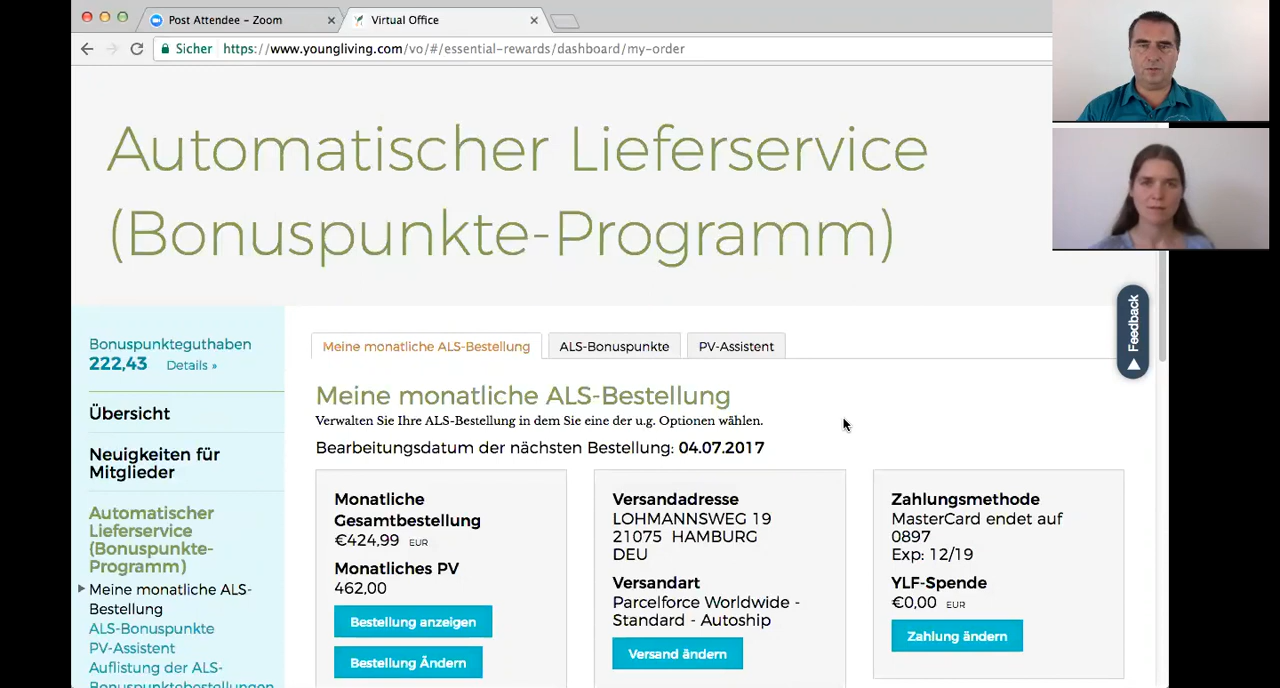 Post Attendee – Zoom
Virtual Office
Sicher https://www.youngliving.com/vo/#/essential-rewards/dashboard/my-order
Automatischer Lieferservice
(Bonuspunkte-Programm)
Feedback
Bonuspunkteguthaben
222,43 Details »
Übersicht
Neuigkeiten für
Mitglieder
Automatischer
Lieferservice
(Bonuspunkte-
Programm)
Meine monatliche ALS-
Bestellung
ALS-Bonuspunkte
PV-Assistent
Auflistung der ALS-
Bonuspunktebestellungen
Meine monatliche ALS-Bestellung
ALS-Bonuspunkte
PV-Assistent
Meine monatliche ALS-Bestellung
Verwalten Sie Ihre ALS-Bestellung in dem Sie eine der u.g. Optionen wählen.
Bearbeitungsdatum der nächsten Bestellung: 04.07.2017
Monatliche
Gesamtbestellung
€424,99 EUR
Monatliches PV
462,00
Bestellung anzeigen
Bestellung Ändern
Versandadresse
LOHMANNSWEG 19
21075 HAMBURG
DEU
Versandart
Parcelforce Worldwide -
Standard - Autoship
Versand ändern
Zahlungsmethode
MasterCard endet auf
0897
Exp: 12/19
YLF-Spende
€0,00 EUR
Zahlung ändern